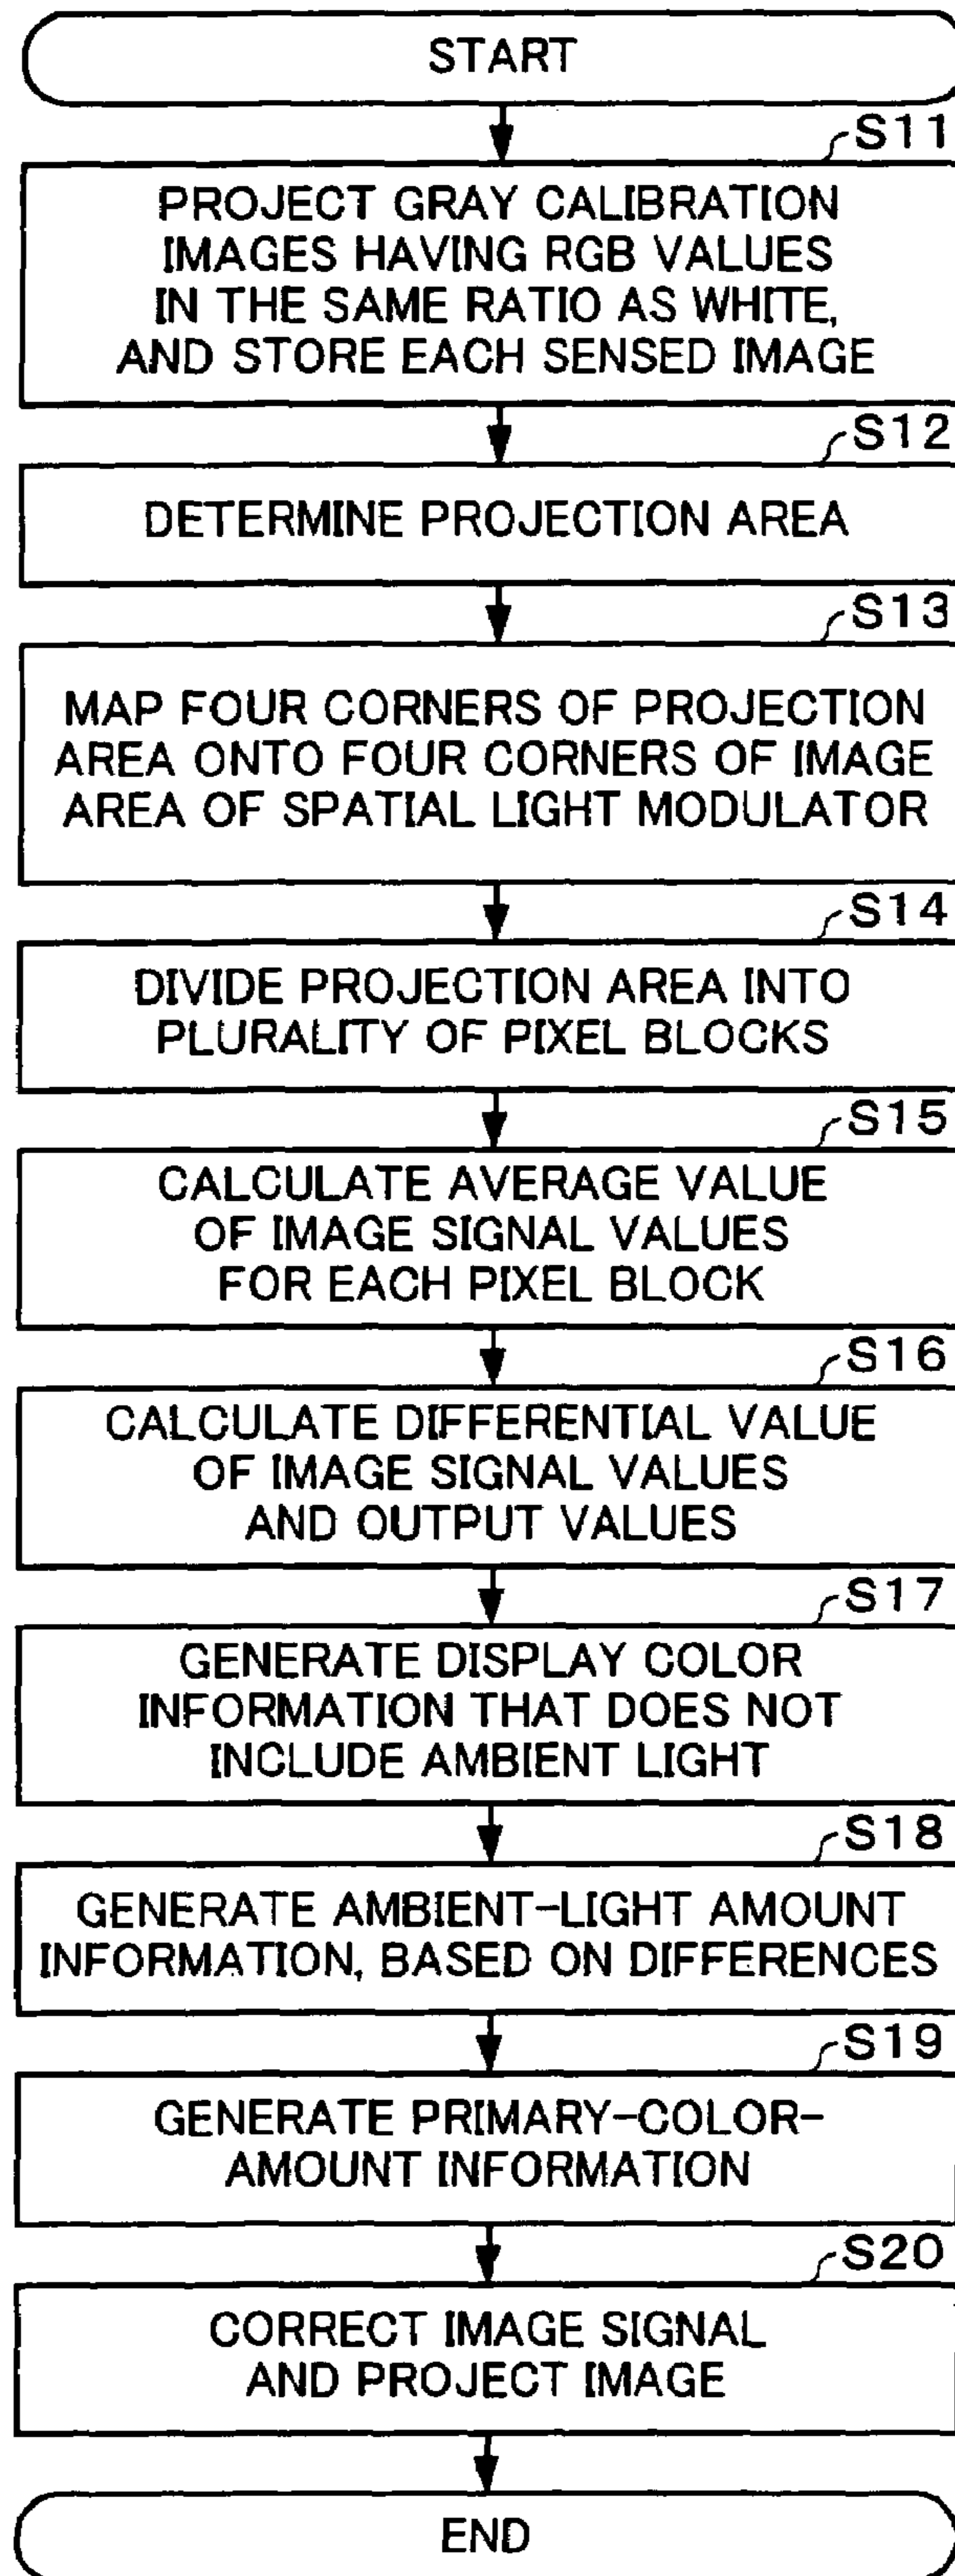 START
S11
PROJECT GRAY CALIBRATION
IMAGES HAVING RGB VALUES
IN THE SAME RATIO AS WHITE,
AND STORE EACH SENSED IMAGE
S12
DETERMINE PROJECTION AREA
S13
MAP FOUR CORNERS OF PROJECTION
AREA ONTO FOUR CORNERS OF IMAGE
AREA OF SPATIAL LIGHT MODULATOR
S14
DIVIDE PROJECTION AREA INTO
PLURALITY OF PIXEL BLOCKS
S15
CALCULATE AVERAGE VALUE
OF IMAGE SIGNAL VALUES
FOR EACH PIXEL BLOCK
S16
CALCULATE DIFFERENTIAL VALUE
OF IMAGE SIGNAL VALUES
AND OUTPUT VALUES
S17
GENERATE DISPLAY COLOR
INFORMATION THAT DOES NOT
INCLUDE AMBIENT LIGHT
S18
GENERATE AMBIENT-LIGHT AMOUNT
INFORMATION, BASED ON DIFFERENCES
S19
GENERATE PRIMARY-COLOR-
AMOUNT INFORMATION
S20
CORRECT IMAGE SIGNAL
AND PROJECT IMAGE
END